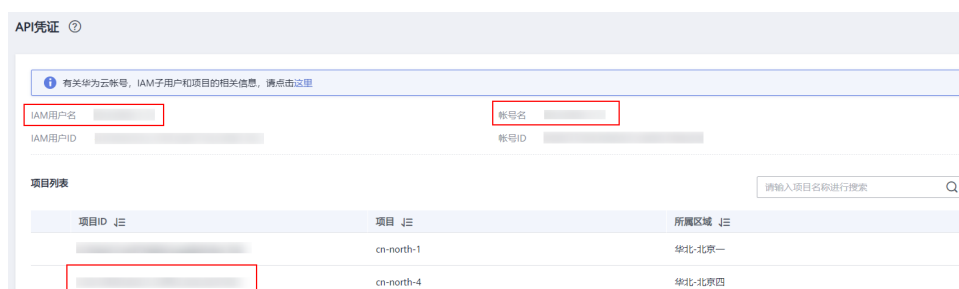 API凭证 ?
有关华为云帐号，IAM子用户和项目的相关信息，请点击这里
IAM用户名 帐号名
IAM用户ID 帐号ID
项目列表 请输入项目名称进行搜索
项目ID 项目 所属区域
cn-north-1 华北-北京一
cn-north-4 华北-北京四